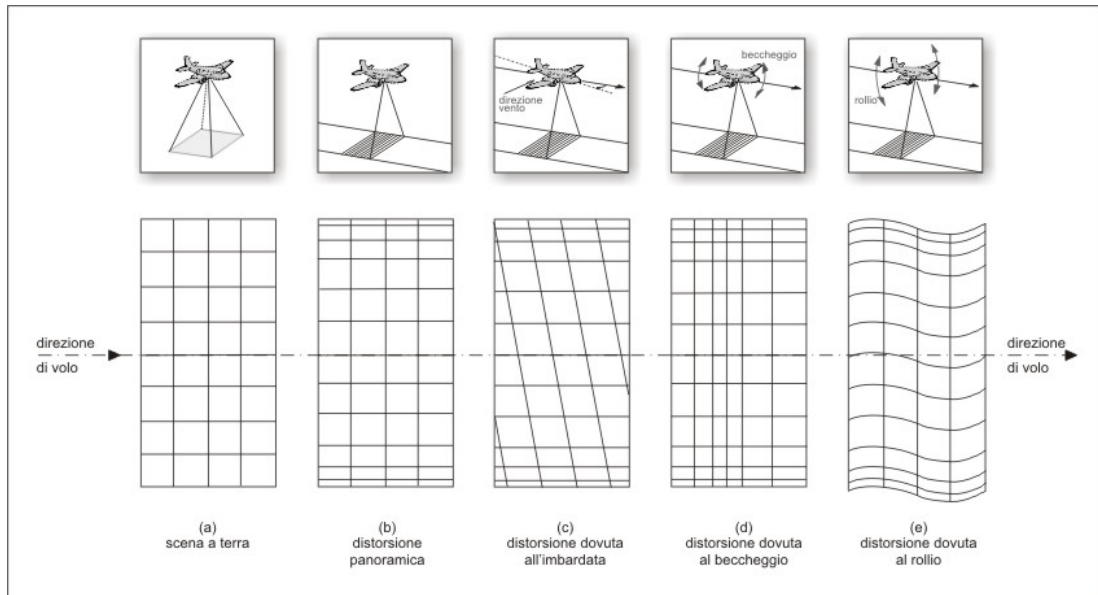 direzione
vento
beccheggio
rollio
direzione
di volo
direzione
di volo
(a)
scena a terra
(b)
distorsione
panoramica
(c)
distorsione dovuta
all'imbardata
(d)
distorsione dovuta
al beccheggio
(e)
distorsione dovuta
al rollio